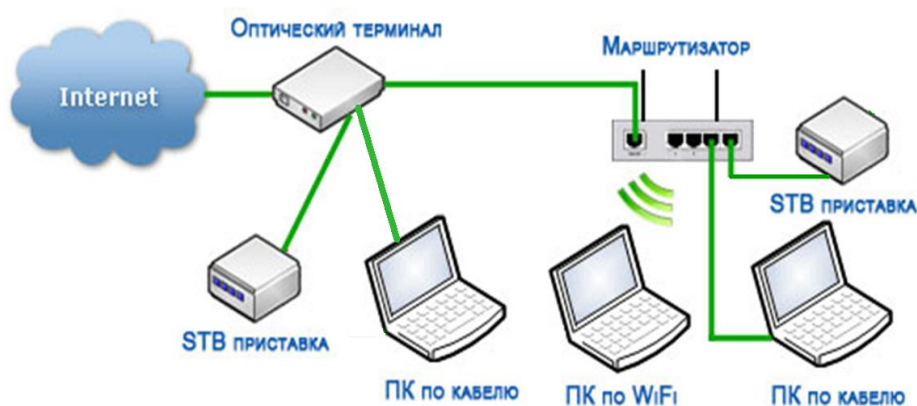 Оптический терминал
Маршрутизатор
Internet
STB приставка
STB приставка
ПК по кабелю
ПК по WiFi
ПК по кабелю